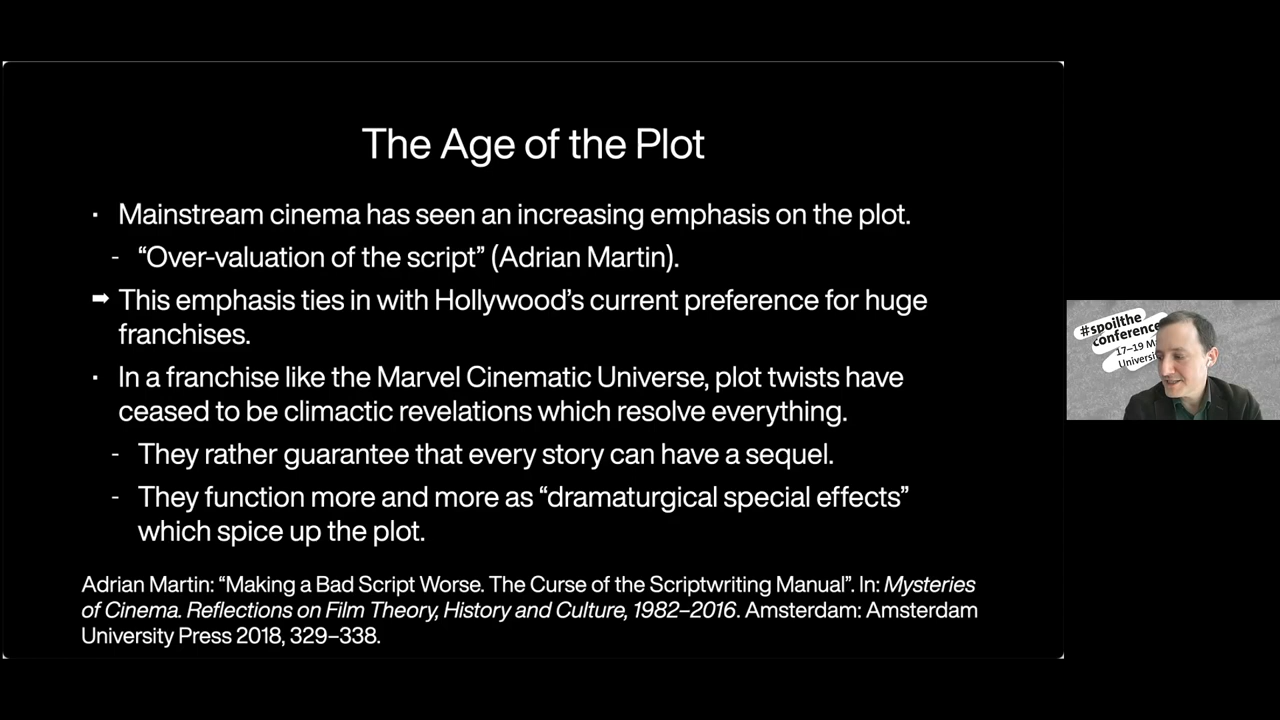 The Age of the Plot
· Mainstream cinema has seen an increasing emphasis on the plot.
- “Over-valuation of the script” (Adrian Martin).
➡ This emphasis ties in with Hollywood’s current preference for huge
franchises.
· In a franchise like the Marvel Cinematic Universe, plot twists have
ceased to be climactic revelations which resolve everything.
- They rather guarantee that every story can have a sequel.
- They function more and more as “dramaturgical special effects”
which spice up the plot.
Adrian Martin: “Making a Bad Script Worse. The Curse of the Scriptwriting Manual”. In: Mysteries
of Cinema. Reflections on Film Theory, History and Culture, 1982–2016. Amsterdam: Amsterdam
University Press 2018, 329–338.
#spoilthe
conference
17–19